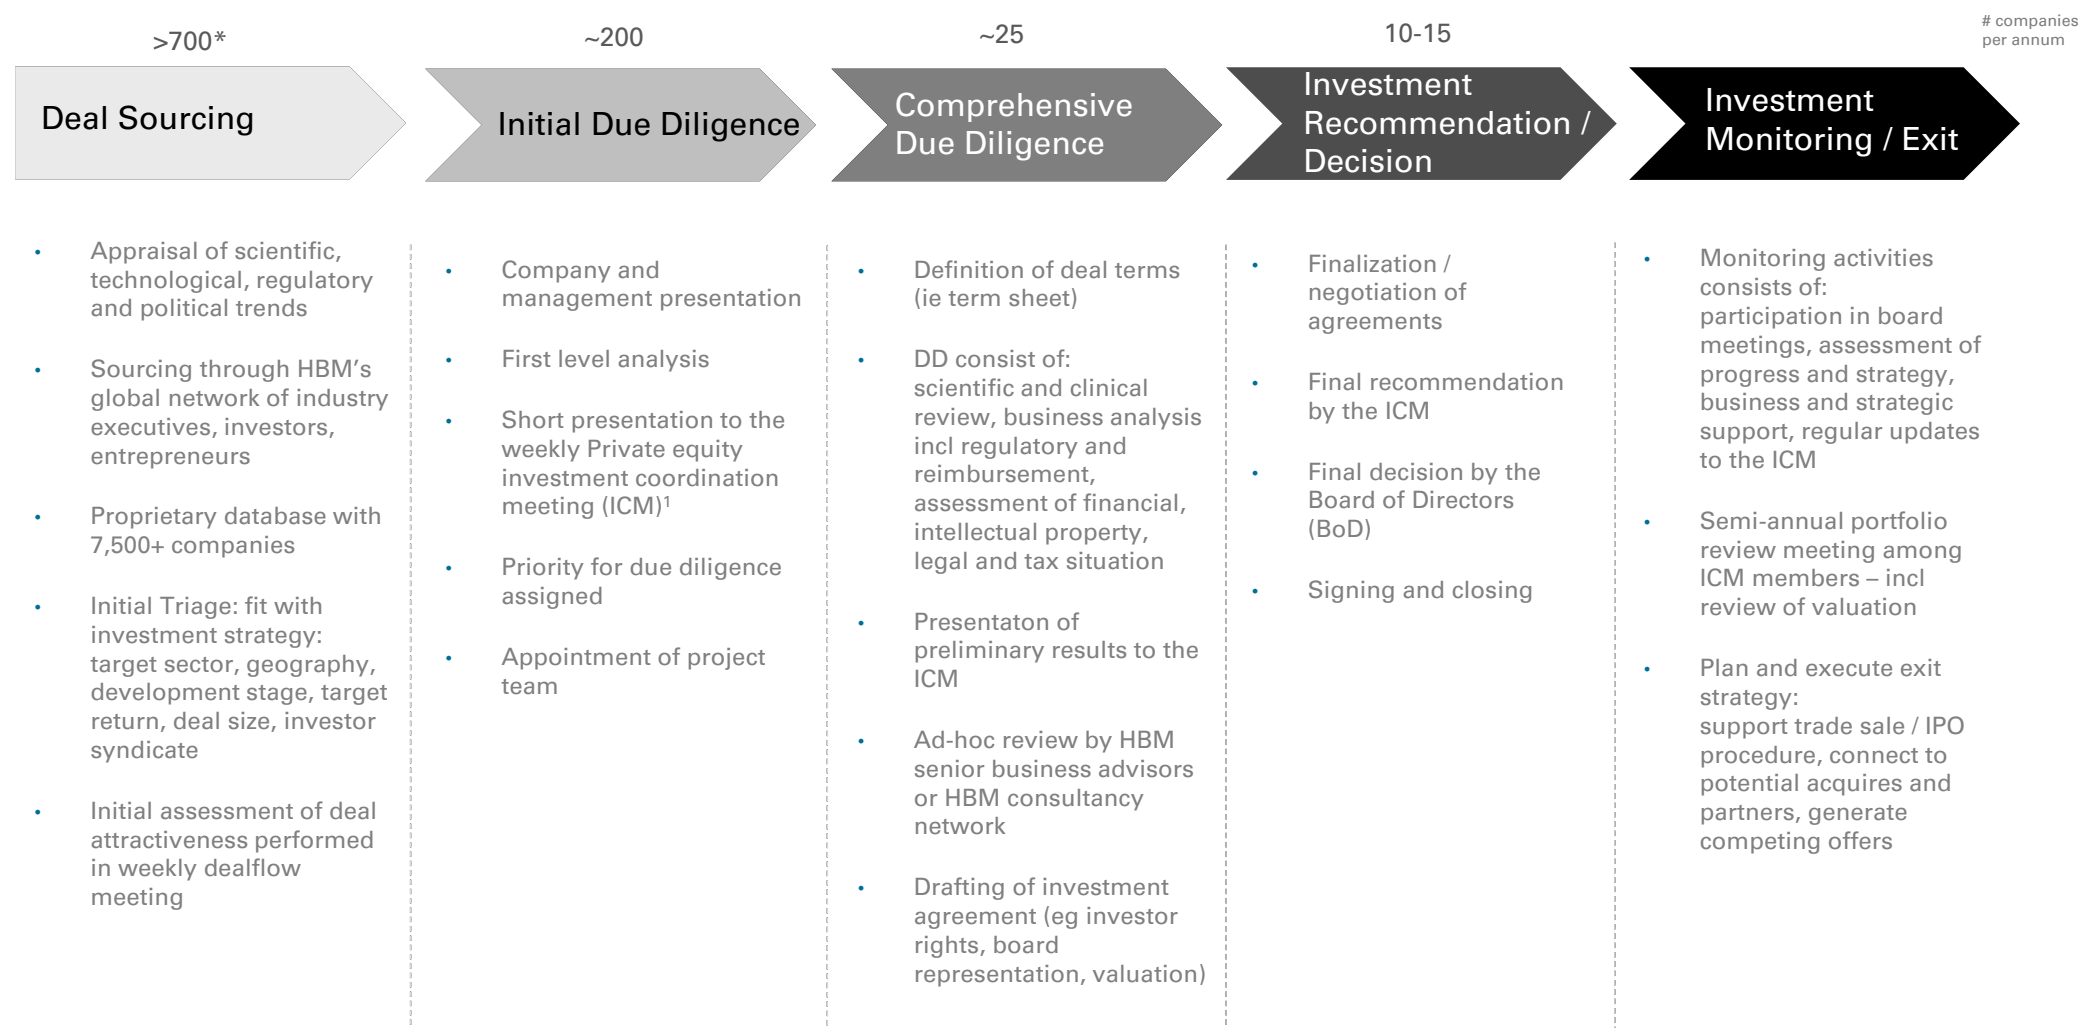 >700*
~200
~25
10-15
# companies
per annum
Deal Sourcing
Initial Due Diligence
Comprehensive
Due Diligence
Investment
Recommendation /
Decision
Investment
Monitoring / Exit
• Appraisal of scientific,
technological, regulatory
and political trends
• Sourcing through HBM’s
global network of industry
executives, investors,
entrepreneurs
• Proprietary database with
7,500+ companies
• Initial Triage: fit with
investment strategy:
target sector, geography,
development stage, target
return, deal size, investor
syndicate
• Initial assessment of deal
attractiveness performed
in weekly dealflow
meeting
• Company and
management presentation
• First level analysis
• Short presentation to the
weekly Private equity
investment coordination
meeting (ICM)¹
• Priority for due diligence
assigned
• Appointment of project
team
• Definition of deal terms
(ie term sheet)
• DD consist of:
scientific and clinical
review, business analysis
incl regulatory and
reimbursement,
assessment of financial,
intellectual property,
legal and tax situation
• Presentaton of
preliminary results to the
ICM
• Ad-hoc review by HBM
senior business advisors
or HBM consultancy
network
• Drafting of investment
agreement (eg investor
rights, board
representation, valuation)
• Finalization /
negotiation of
agreements
• Final recommendation
by the ICM
• Final decision by the
Board of Directors
(BoD)
• Signing and closing
• Monitoring activities
consists of:
participation in board
meetings, assessment of
progress and strategy,
business and strategic
support, regular updates
to the ICM
• Semi-annual portfolio
review meeting among
ICM members – incl
review of valuation
• Plan and execute exit
strategy:
support trade sale / IPO
procedure, connect to
potential acquires and
partners, generate
competing offers